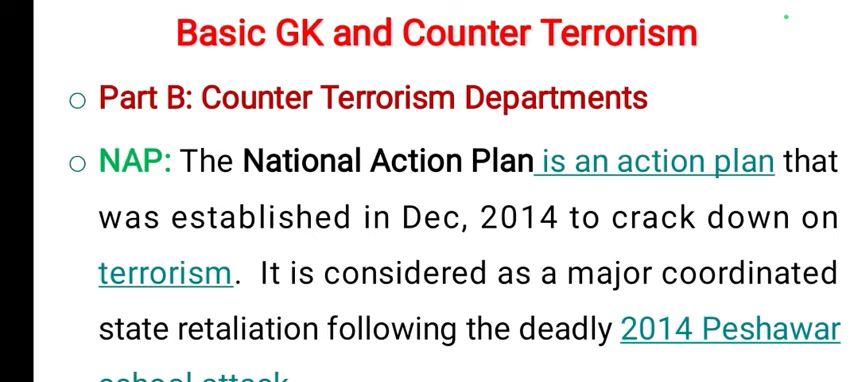 Basic GK and Counter Terrorism
Part B: Counter Terrorism Departments
NAP: The National Action Plan is an action plan that
was established in Dec, 2014 to crack down on
terrorism. It is considered as a major coordinated
state retaliation following the deadly 2014 Peshawar
school attack